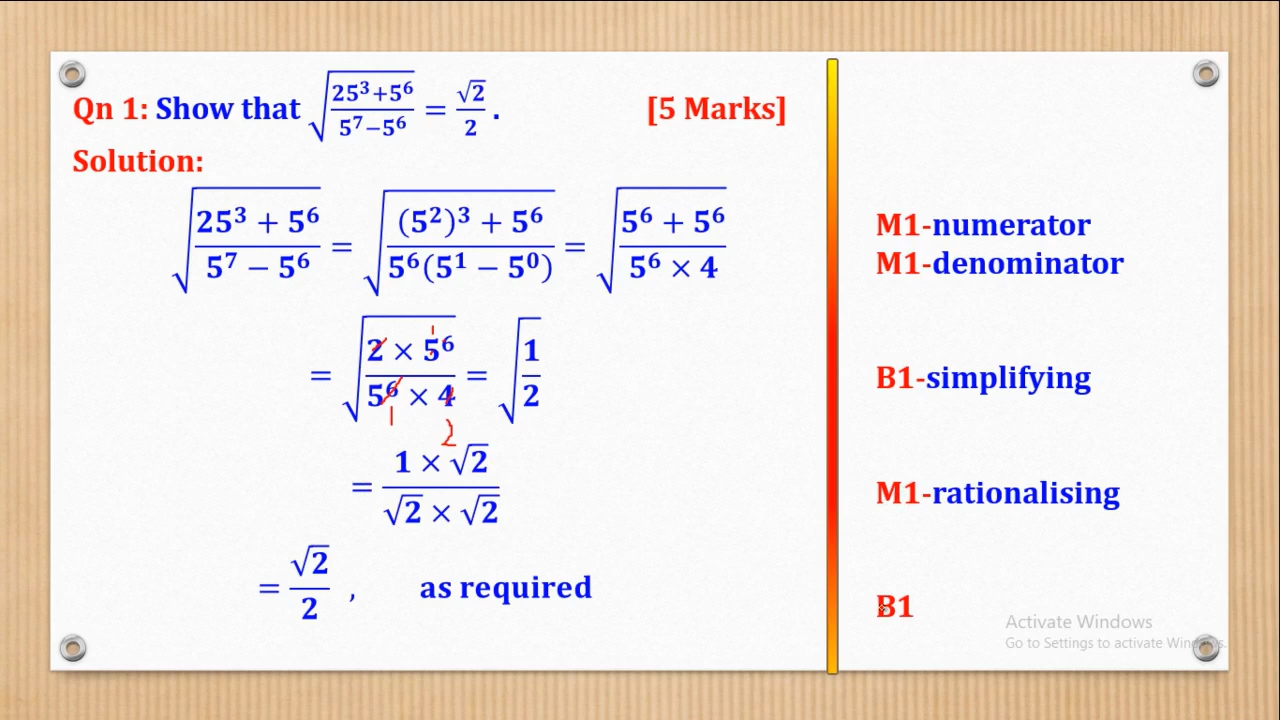 Qn 1: Show that √((25³+5⁶)/(5⁷−5⁶)) = √2/2 . [5 Marks]
Solution:
√((25³ + 5⁶)/(5⁷ − 5⁶)) = √(((5²)³ + 5⁶)/(5⁶(5¹ − 5⁰))) = √((5⁶ + 5⁶)/(5⁶ × 4))
M1-numerator
M1-denominator
= √((2 × 5⁶)/(5⁶ × 4)) = √(1/2)
1
1
2
B1-simplifying
= (1 × √2)/(√2 × √2)
M1-rationalising
= √2/2 , as required
B1
Activate Windows
Go to Settings to activate Windows.